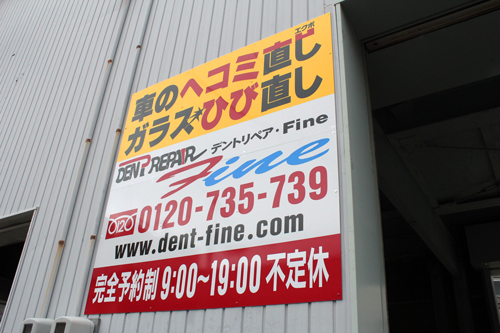 エクボ
車のヘコミ直し
ガラス★ひび直し
DENT REPAIR デントリペア・Fine
Fine
0120 0120-735-739
www.dent-fine.com
完全予約制 9:00~19:00 不定休